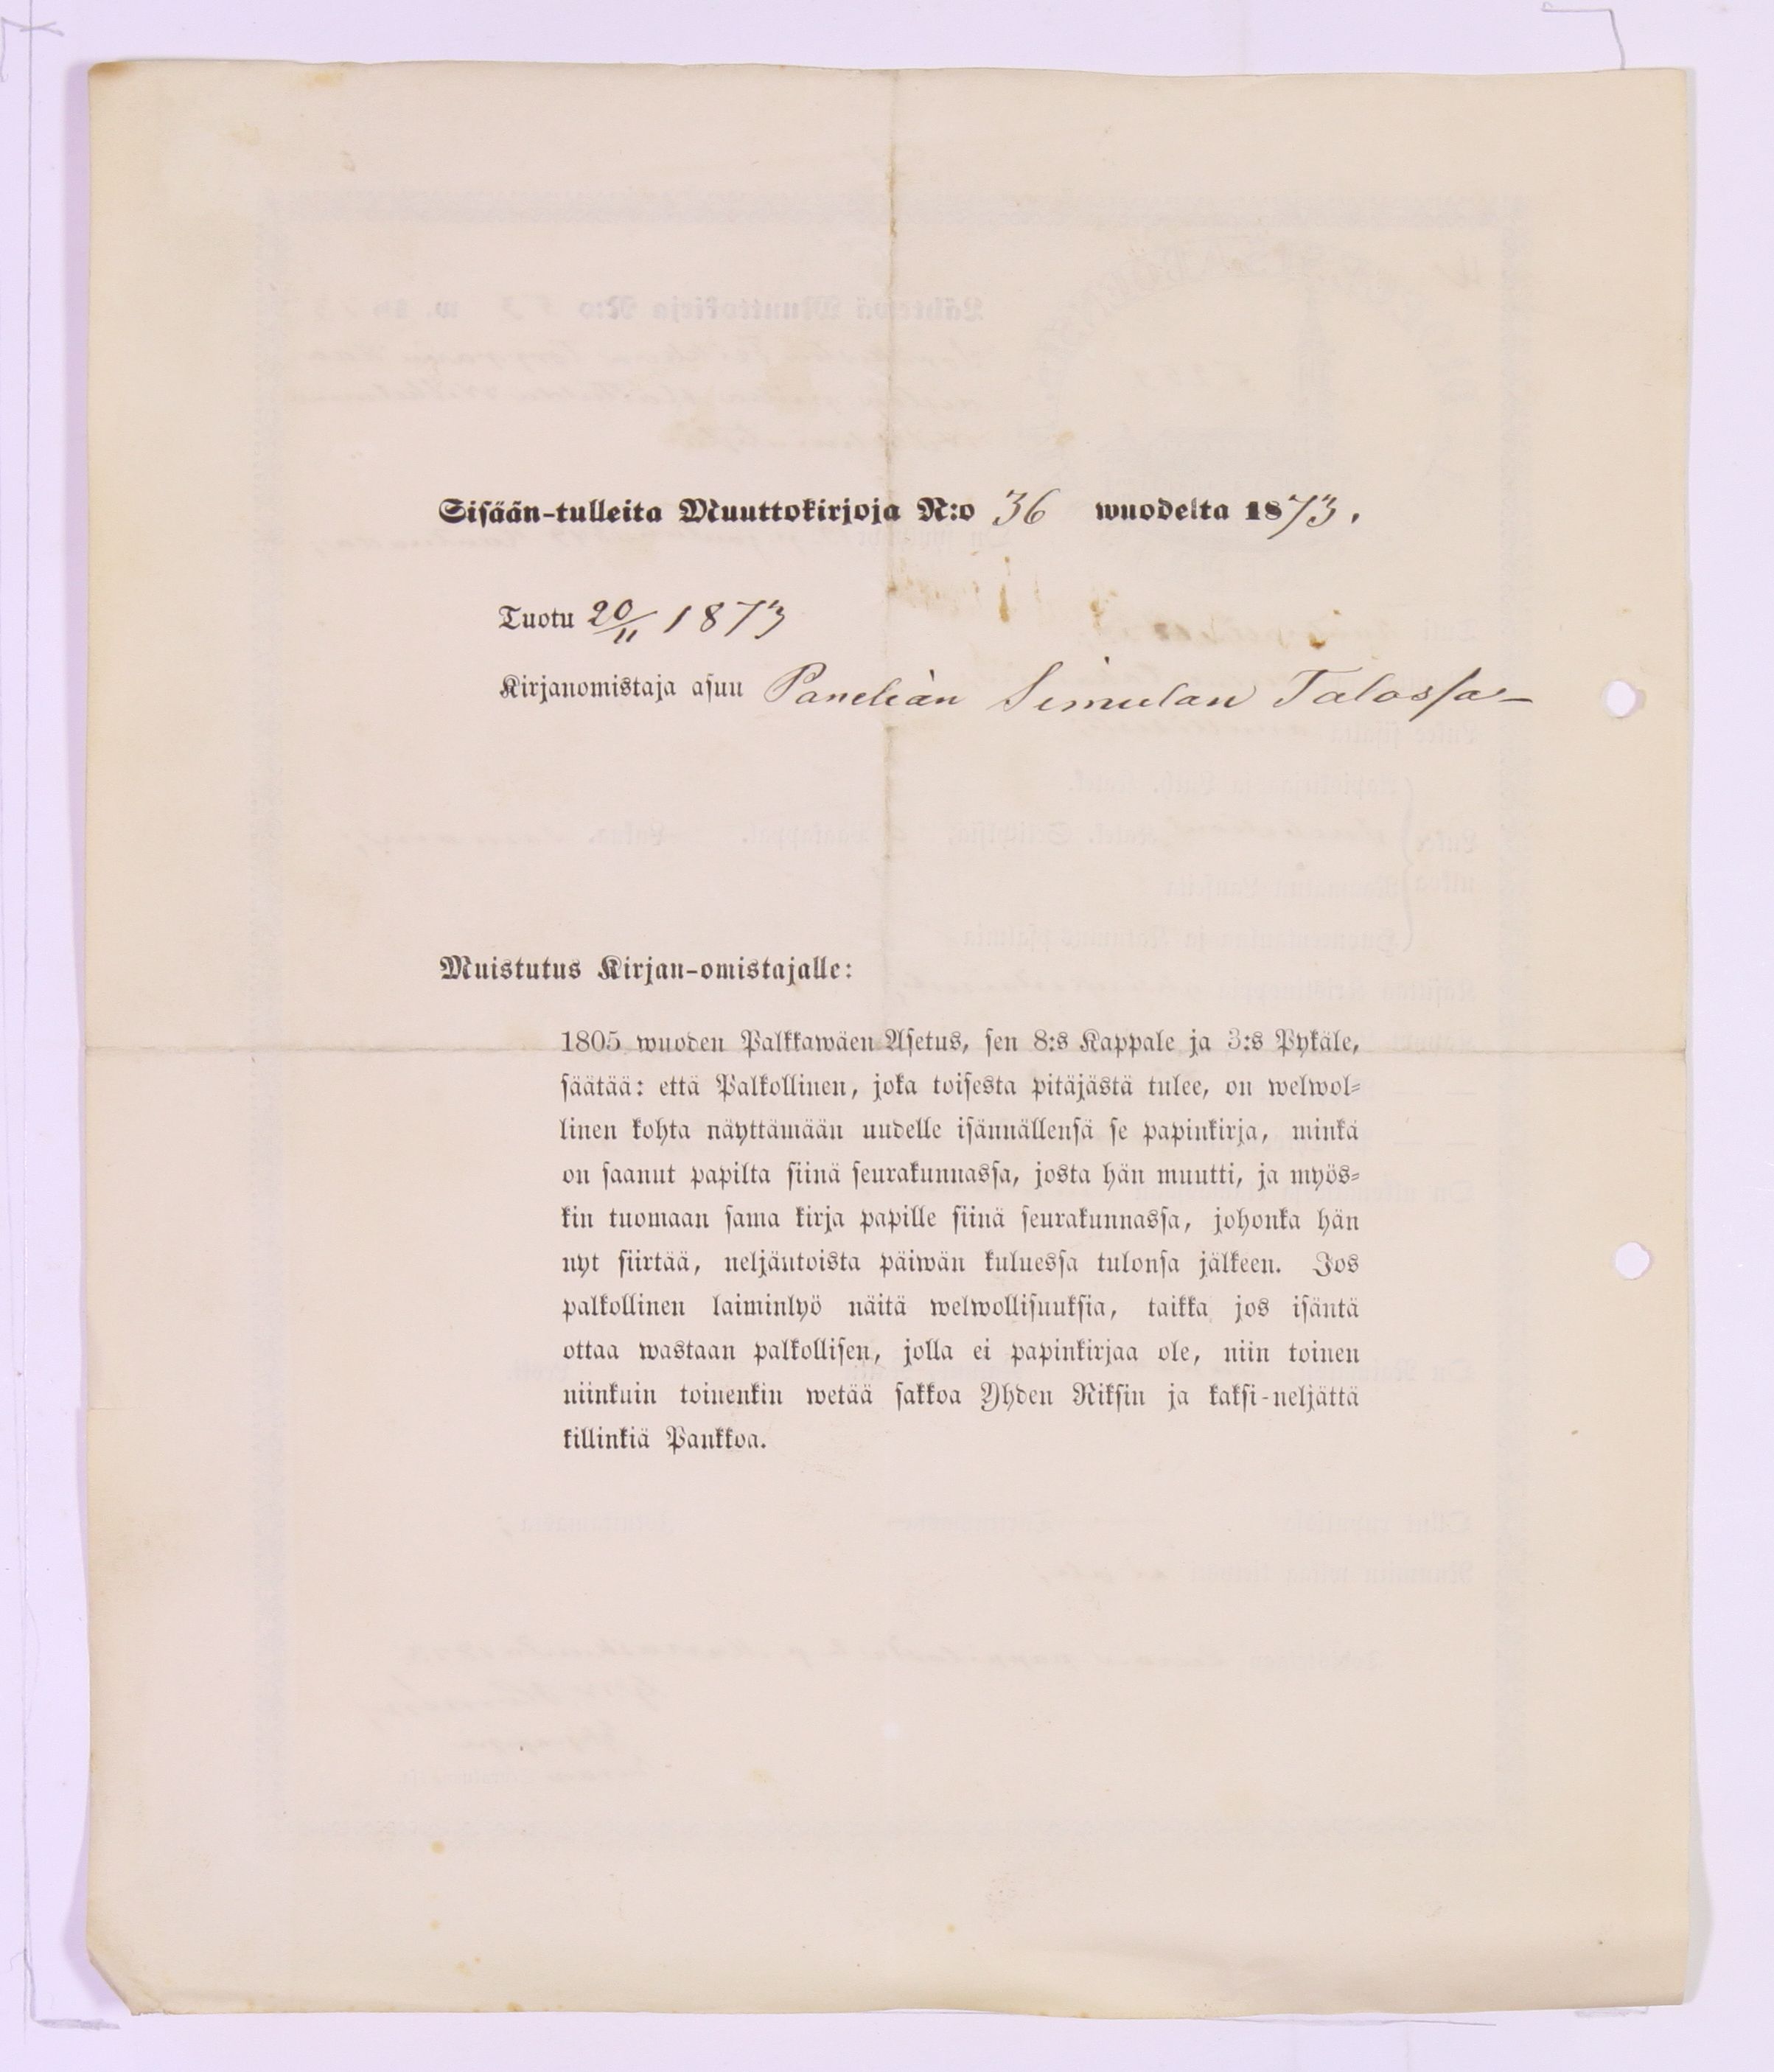 Sisään-tulleita Muuttokirjoja N:o 36 wuodelta 1873.
Tuotu 20/11 1873
Kirjanomistaja asuu Panelian Simulan Talossa
Muistutus Kirjan-omistajalle:
1805 wuoden Palkkawäen Asetus, sen 8:s Kappale ja 3:s Pykäle,
säätää: että Palkollinen, joka toisesta pitäjästä tulee, on welwol-
linen kohta näyttämään uudelle isännällensä se papinkirja, minkä
on saanut papilta siinä seurakunnassa, josta hän muutti, ja myös-
kin tuomaan sama kirja papille siinä seurakunnassa, johonka hän
nyt siirtää, neljäntoista päiwän kuluessa tulonsa jälkeen. Jos
palkollinen laiminlyö näitä welwollisuuksia, taikka jos isäntä
ottaa wastaan palkollisen, jolla ei papinkirjaa ole, niin toinen
niinkuin toinenkin wetää sakkoa Yhden Riksin ja kaksi-neljättä
killinkiä Pankkoa.